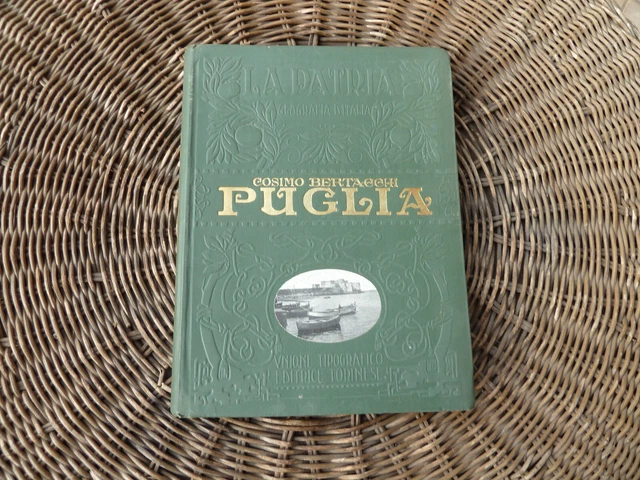 LA PATRIA
GEOGRAFIA D'ITALIA
COSIMO BERTACCHI
PUGLIA
VNIONE TIPOGRAFICO
EDITRICE TORINESE